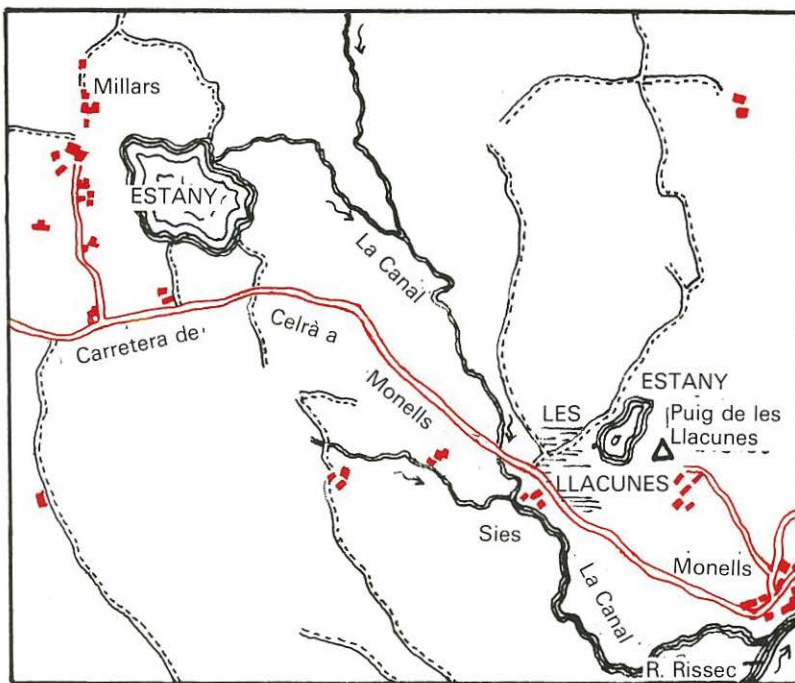 Millars
ESTANY
La Canal
Carretera de
Celrà a
Monells
ESTANY
LES
Puig de les
Llacunes
LLACUNES
Sies
Monells
La Canal
R. Rissec